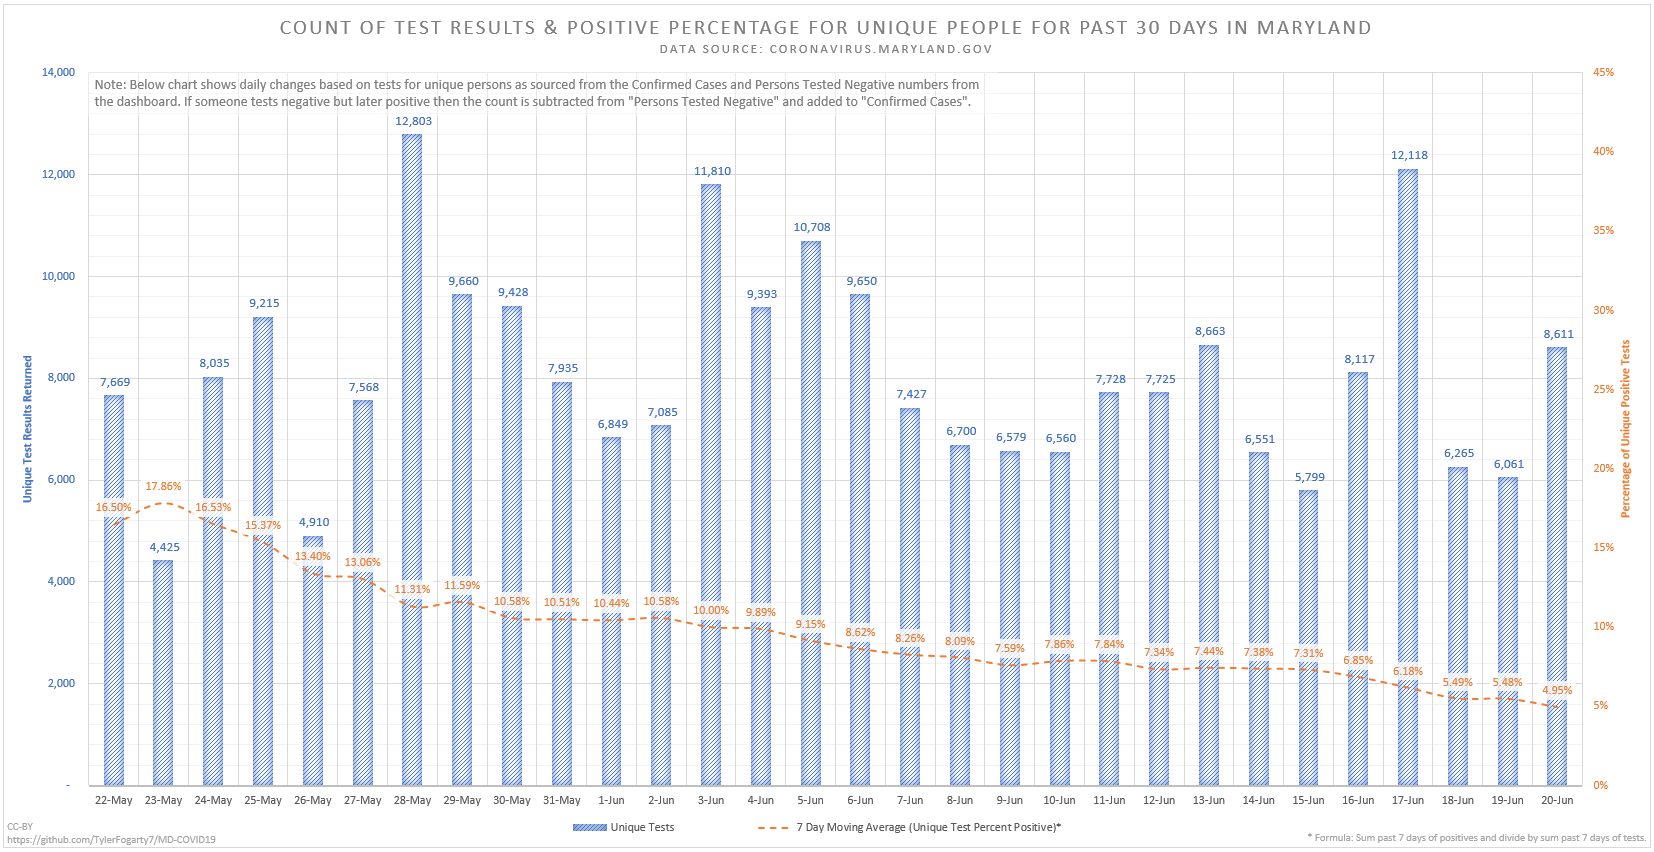 COUNT OF TEST RESULTS & POSITIVE PERCENTAGE FOR UNIQUE PEOPLE FOR PAST 30 DAYS IN MARYLAND
DATA SOURCE: CORONAVIRUS.MARYLAND.GOV
Note: Below chart shows daily changes based on tests for unique persons as sourced from the Confirmed Cases and Persons Tested Negative numbers from
the dashboard. If someone tests negative but later positive then the count is subtracted from "Persons Tested Negative" and added to "Confirmed Cases".
Unique Test Results Returned
14,000
12,000
10,000
8,000
6,000
4,000
2,000
-
7,669 4,425 8,035 9,215 4,910 7,568 12,803 9,660 9,428 7,935 6,849 7,085 11,810 9,393 10,708 9,650 7,427 6,700 6,579 6,560 7,728 7,725 8,663 6,551 5,799 8,117 12,118 6,265 6,061 8,611
16.50% 17.86% 16.53% 15.37% 13.40% 13.06% 11.31% 11.59% 10.58% 10.51% 10.44% 10.58% 10.00% 9.89% 9.15% 8.62% 8.26% 8.09% 7.59% 7.86% 7.84% 7.34% 7.44% 7.38% 7.31% 6.85% 6.18% 5.49% 5.48% 4.95%
45%
40%
35%
30%
25%
20%
15%
10%
5%
0%
Percentage of Unique Positive Tests
22-May 23-May 24-May 25-May 26-May 27-May 28-May 29-May 30-May 31-May 1-Jun 2-Jun 3-Jun 4-Jun 5-Jun 6-Jun 7-Jun 8-Jun 9-Jun 10-Jun 11-Jun 12-Jun 13-Jun 14-Jun 15-Jun 16-Jun 17-Jun 18-Jun 19-Jun 20-Jun
Unique Tests 7 Day Moving Average (Unique Test Percent Positive)*
CC-BY
https://github.com/TylerFogarty7/MD-COVID19
* Formula: Sum past 7 days of positives and divide by sum past 7 days of tests.